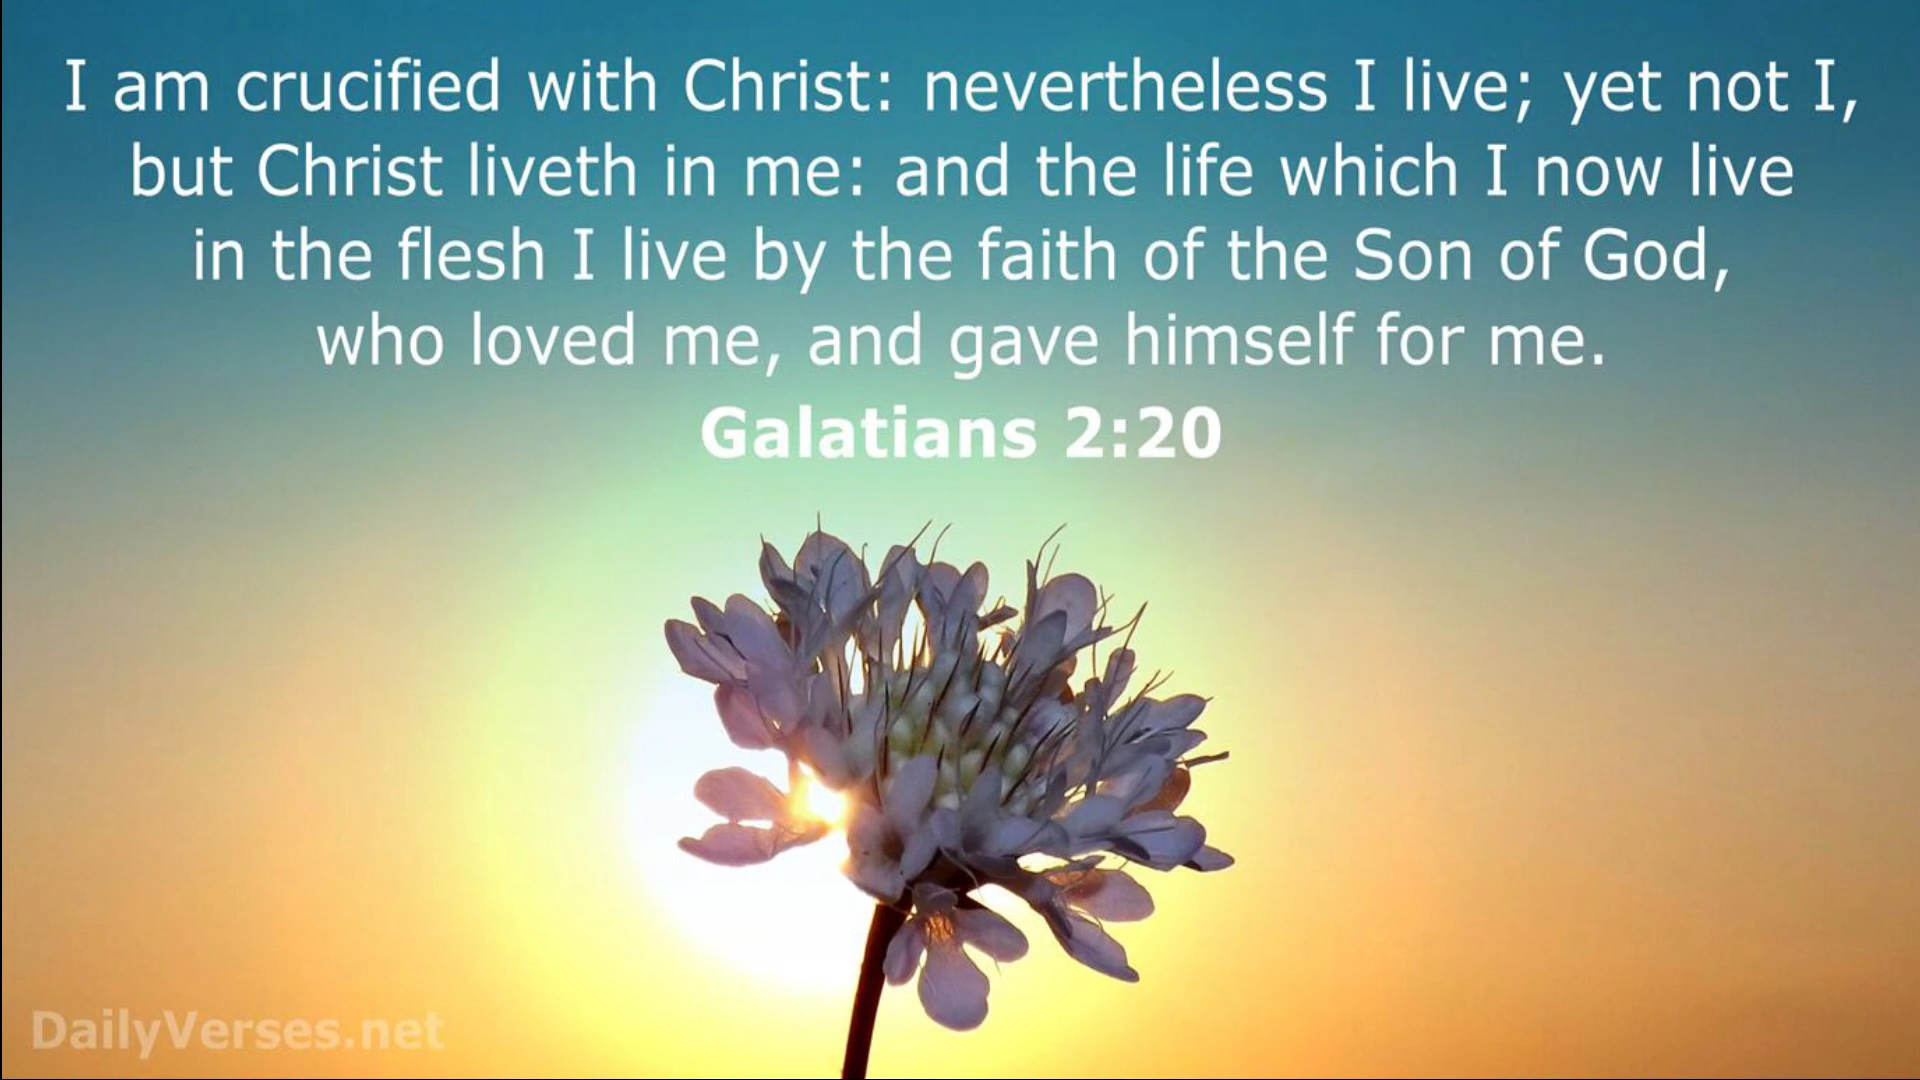 I am crucified with Christ: nevertheless I live; yet not I,
but Christ liveth in me: and the life which I now live
in the flesh I live by the faith of the Son of God,
who loved me, and gave himself for me.
Galatians 2:20
DailyVerses.net